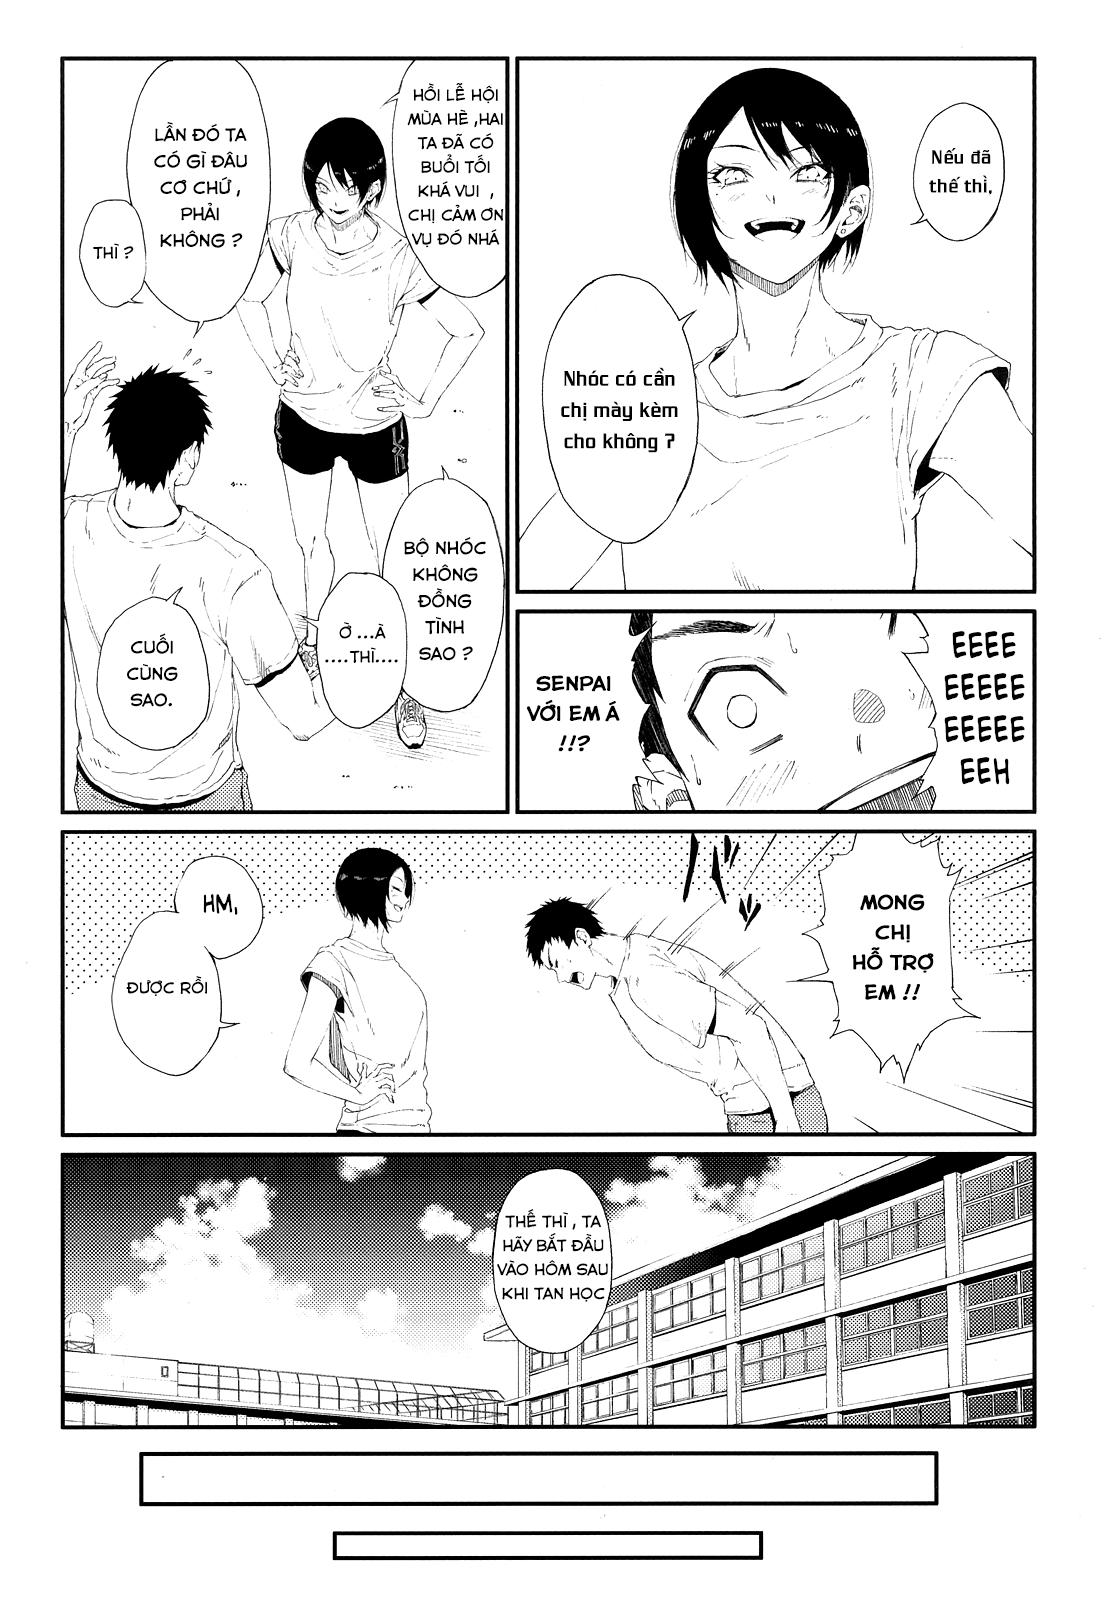 Nếu đã
thế thì.
Nhóc có cần
chị mày kèm
cho không ?
EEEE
EEEEE
EEEEE
EEH
SENPAI
VỚI EM Á
!!?
HỒI LỄ HỘI
MÙA HÈ ,HAI
TA ĐÃ CÓ
BUỔI TỐI
KHÁ VUI ,
CHỊ CẢM ƠN
VỤ ĐÓ NHÁ
LẦN ĐÓ TA
CÓ GÌ ĐÂU
CƠ CHỨ ,
PHẢI
KHÔNG ?
THÌ ?
BỘ NHÓC
KHÔNG
ĐỒNG
TÌNH
SAO ?
Ờ ...À
....THÌ....
CUỐI
CÙNG
SAO.
MONG
CHỊ
HỖ TRỢ
EM !!
バッ
HM,
ĐƯỢC RỒI
THẾ THÌ , TA
HÃY BẮT ĐẦU
VÀO HÔM SAU
KHI TAN HỌC